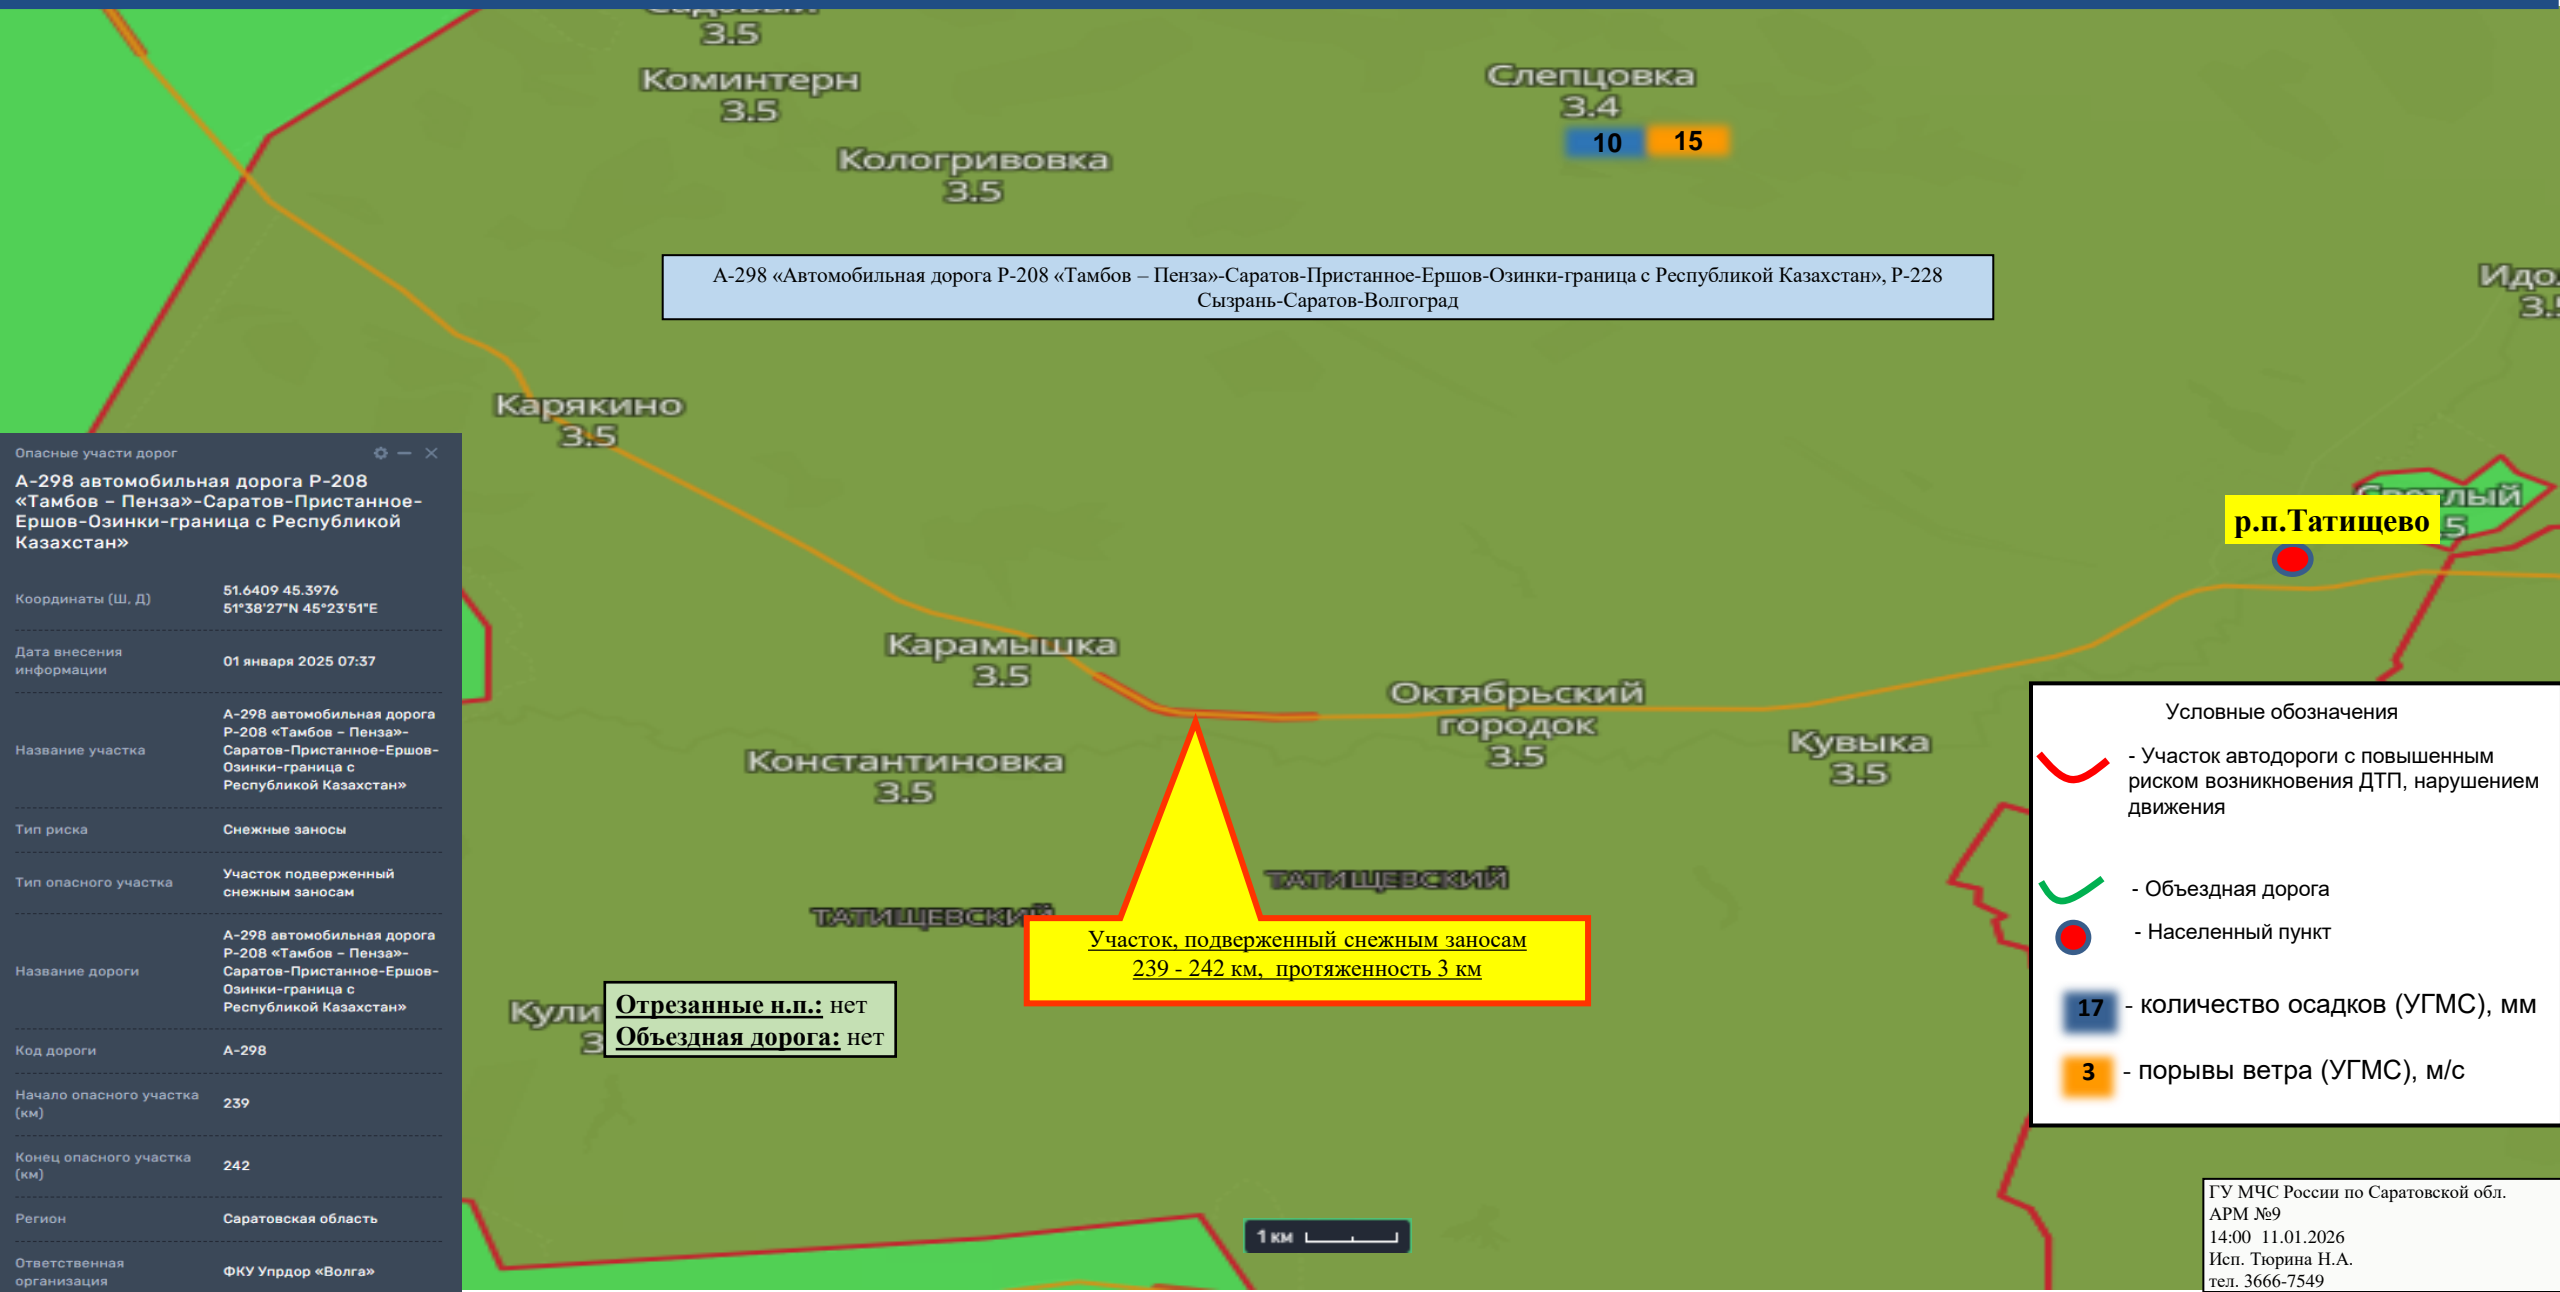 3.5
Коминтерн
3.5
Слепцовка
3.4
10 15
Кологривовка
3.5
А-298 «Автомобильная дорога Р-208 «Тамбов – Пенза»-Саратов-Пристанное-Ершов-Озинки-граница с Республикой Казахстан», Р-228
Сызрань-Саратов-Волгоград
Карякино
3.5
Опасные участи дорог
А-298 автомобильная дорога Р-208
«Тамбов – Пенза»-Саратов-Пристанное-
Ершов-Озинки-граница с Республикой
Казахстан»
Координаты (Ш, Д)
51.6409 45.3976
51°38'27"N 45°23'51"E
Дата внесения
информации
01 января 2025 07:37
Название участка
А-298 автомобильная дорога
Р-208 «Тамбов – Пенза»-
Саратов-Пристанное-Ершов-
Озинки-граница с
Республикой Казахстан»
Тип риска
Снежные заносы
Тип опасного участка
Участок подверженный
снежным заносам
Название дороги
А-298 автомобильная дорога
Р-208 «Тамбов – Пенза»-
Саратов-Пристанное-Ершов-
Озинки-граница с
Республикой Казахстан»
Код дороги
А-298
Начало опасного участка
(км)
239
Конец опасного участка
(км)
242
Регион
Саратовская область
Ответственная
организация
ФКУ Упрдор «Волга»
р.п.Татищево
Карамышка
3.5
Октябрьский
городок
3.5
Константиновка
3.5
Кувыка
3.5
ТАТИЩЕВСКИЙ
ТАТИЩЕВСКИЙ
Участок, подверженный снежным заносам
239 - 242 км, протяженность 3 км
Отрезанные н.п.: нет
Объездная дорога: нет
1 км
Условные обозначения
- Участок автодороги с повышенным
риском возникновения ДТП, нарушением
движения
- Объездная дорога
- Населенный пункт
17 - количество осадков (УГМС), мм
3 - порывы ветра (УГМС), м/с
ГУ МЧС России по Саратовской обл.
АРМ №9
14:00 11.01.2026
Исп. Тюрина Н.А.
тел. 3666-7549